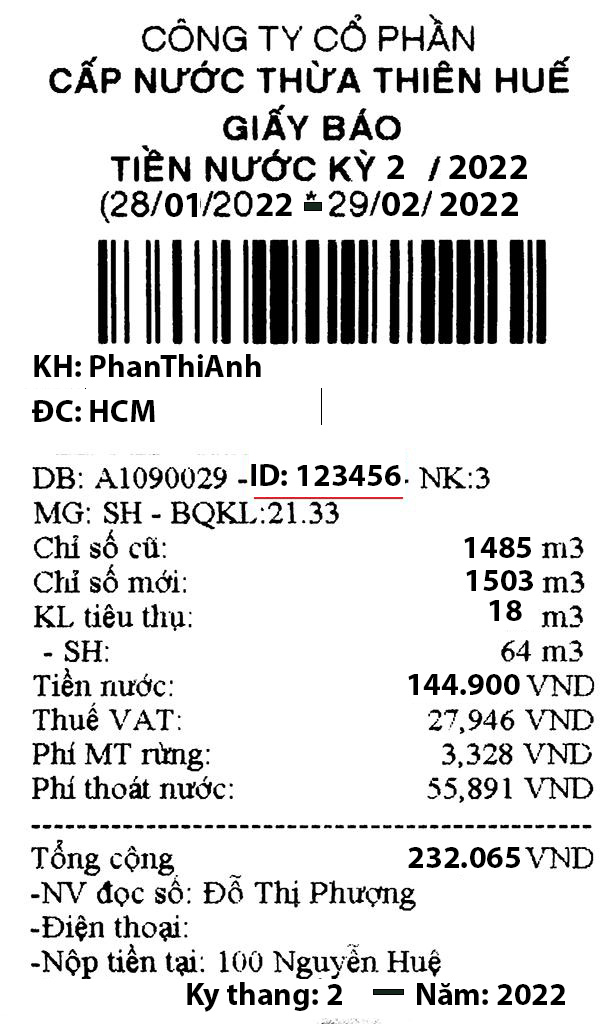 CÔNG TY CỔ PHẦN
CẤP NƯỚC THỪA THIÊN HUẾ
GIẤY BÁO
TIỀN NƯỚC KỲ 2 / 2022
(28/01/2022 * 29/02/ 2022
KH: PhanThiAnh
ĐC: HCM
DB: A1090029 -ID: 123456. NK:3
MG: SH - BQKL:21.33
Chỉ số cũ: 1485 m3
Chỉ số mới: 1503 m3
KL tiêu thụ: 18 m3
- SH: 64 m3
Tiền nước: 144.900 VND
Thuế VAT: 27,946 VND
Phí MT rừng: 3,328 VND
Phí thoát nước: 55,891 VND
Tổng cộng 232.065 VND
-NV đọc số: Đỗ Thị Phượng
-Điện thoại:
-Nộp tiền tại: 100 Nguyễn Huệ
Ky thang: 2 — Năm: 2022